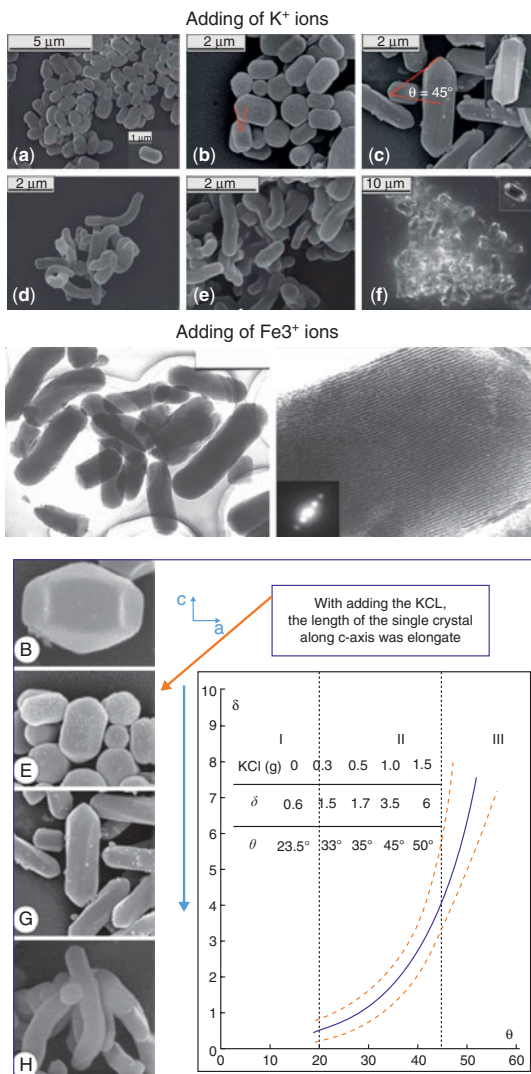 Adding of K⁺ ions
5 μm
1 μm
(a)
2 μm
(b)
2 μm
θ = 45°
(c)
2 μm
(d)
2 μm
(e)
10 μm
(f)
Adding of Fe3⁺ ions
B
E
G
H
c
a
With adding the KCL,
the length of the single crystal
along c-axis was elongate
10
9
8
7
6
5
4
3
2
1
0
δ
I
II
III
KCl (g) 0 0.3 0.5 1.0 1.5
δ 0.6 1.5 1.7 3.5 6
θ 23.5° 33° 35° 45° 50°
0 10 20 30 40 50 60
θ